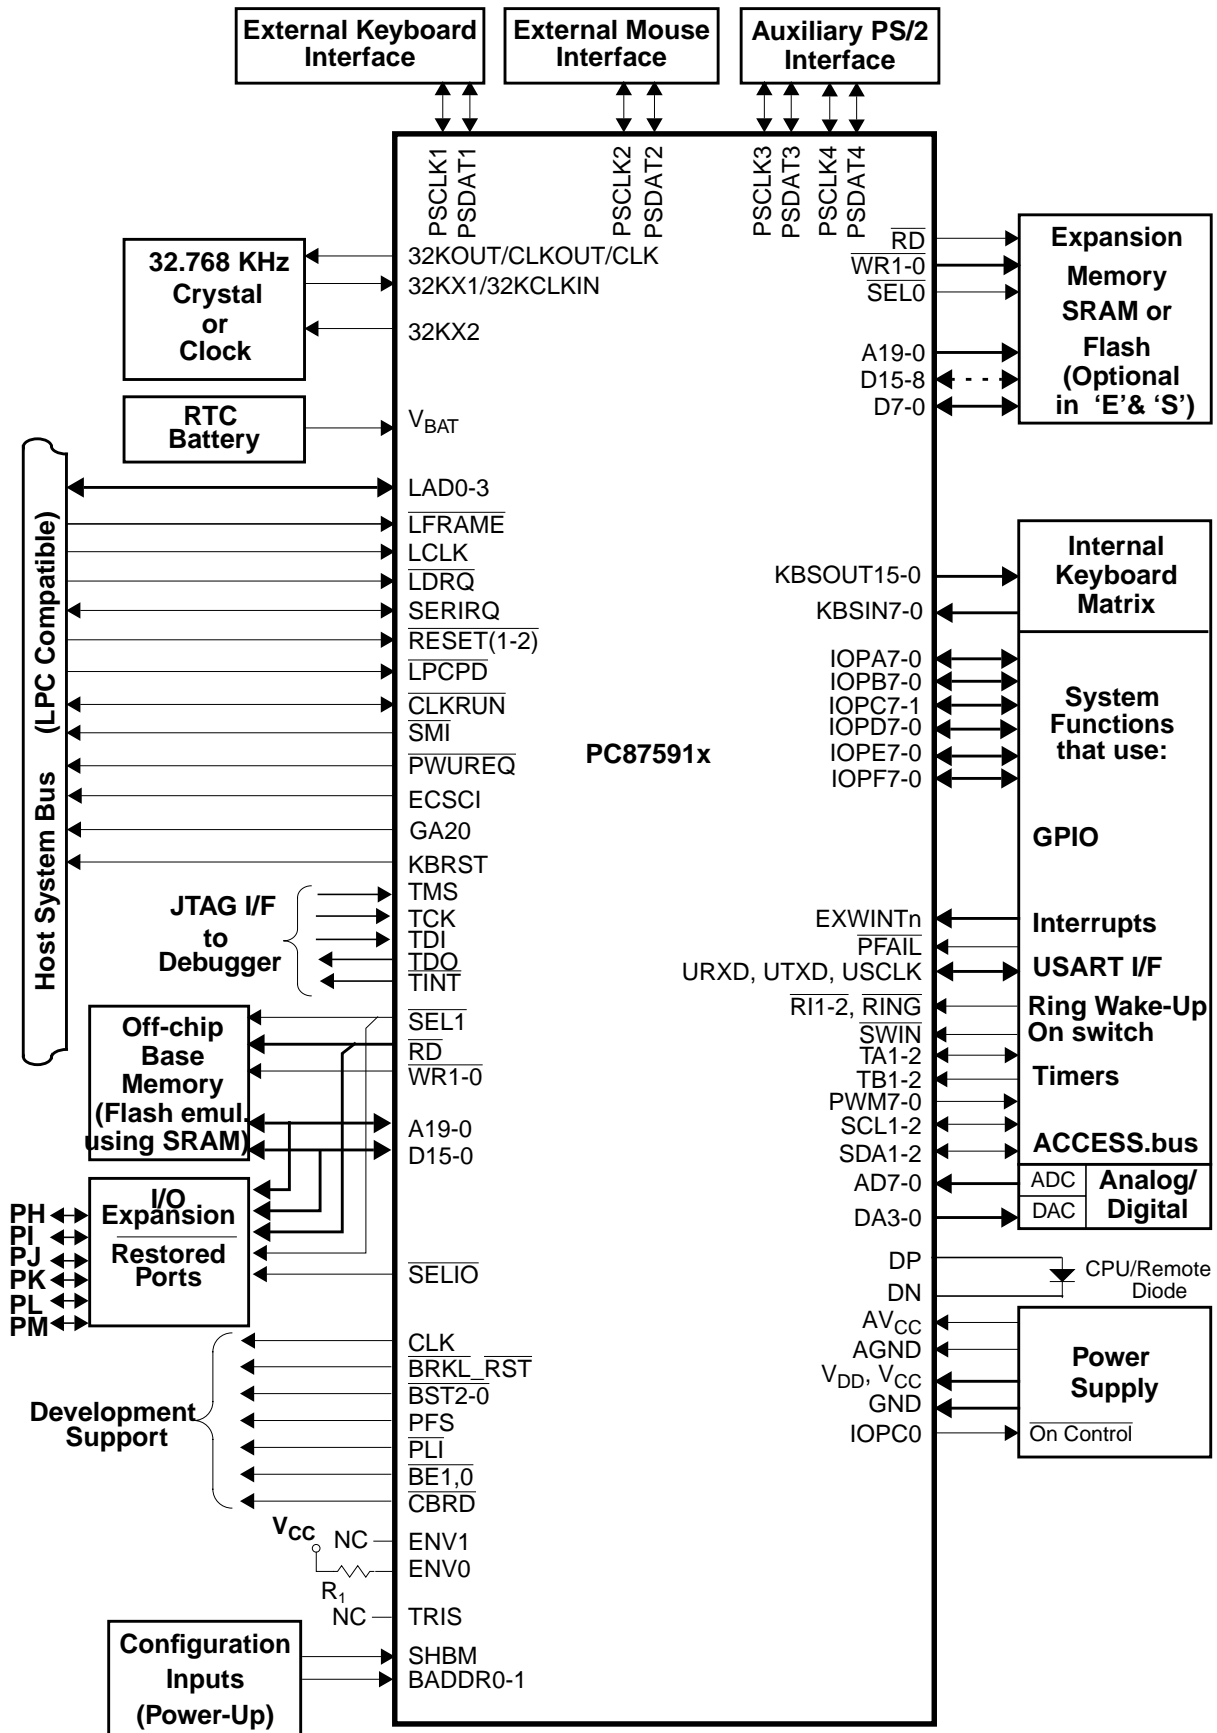 External Keyboard
Interface
External Mouse
Interface
Auxiliary PS/2
Interface
PSCLK1
PSDAT1
PSCLK2
PSDAT2
PSCLK3
PSDAT3
PSCLK4
PSDAT4
32.768 KHz
Crystal
or
Clock
32KOUT/CLKOUT/CLK
32KX1/32KCLKIN
32KX2
RTC
Battery
VBAT
Host System Bus (LPC Compatible)
LAD0-3
LFRAME
LCLK
LDRQ
SERIRQ
RESET(1-2)
LPCPD
CLKRUN
SMI
PWUREQ
ECSCI
GA20
KBRST
JTAG I/F
to
Debugger
TMS
TCK
TDI
TDO
TINT
Off-chip
Base
Memory
(Flash emul.
using SRAM)
SEL1
RD
WR1-0
A19-0
D15-0
I/O
Expansion
Restored
Ports
PH
PI
PJ
PK
PL
PM
SELIO
Development
Support
CLK
BRKL_RST
BST2-0
PFS
PLI
BE1,0
CBRD
VCC
NC
ENV1
ENV0
R1
NC
TRIS
Configuration
Inputs
(Power-Up)
SHBM
BADDR0-1
PC87591x
RD
WR1-0
SEL0
A19-0
D15-8
D7-0
Expansion
Memory
SRAM or
Flash
(Optional
in ‘E’& ‘S’)
KBSOUT15-0
KBSIN7-0
Internal
Keyboard
Matrix
IOPA7-0
IOPB7-0
IOPC7-1
IOPD7-0
IOPE7-0
IOPF7-0
System
Functions
that use:
GPIO
EXWINTn
PFAIL
URXD, UTXD, USCLK
RI1-2, RING
SWIN
TA1-2
TB1-2
PWM7-0
SCL1-2
SDA1-2
AD7-0
DA3-0
Interrupts
USART I/F
Ring Wake-Up
On switch
Timers
ACCESS.bus
ADC
DAC
Analog/
Digital
DP
DN
CPU/Remote
Diode
AVCC
AGND
VDD, VCC
GND
IOPC0
Power
Supply
On Control